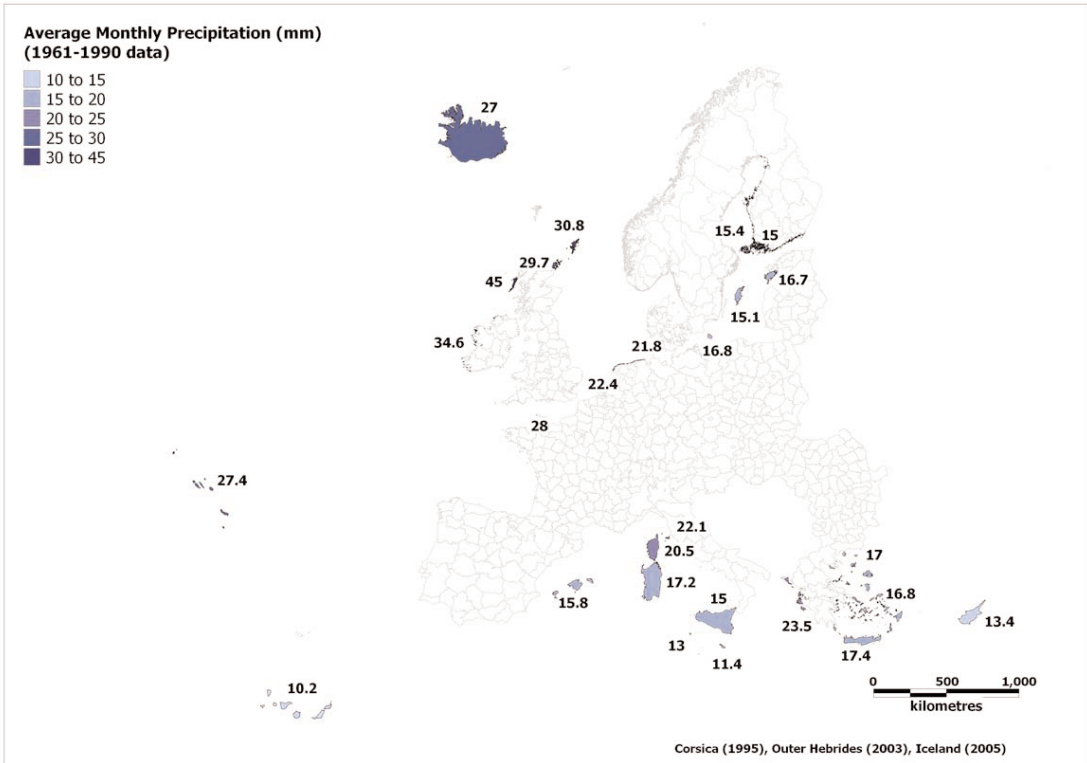 Average Monthly Precipitation (mm)
(1961-1990 data)
10 to 15
15 to 20
20 to 25
25 to 30
30 to 45
27
30.8
15.4
15
29.7
45
16.7
15.1
34.6
21.8
16.8
22.4
28
27.4
22.1
20.5
17
17.2
15.8
15
16.8
23.5
13.4
13
11.4
17.4
10.2
0 500 1,000
kilometres
Corsica (1995), Outer Hebrides (2003), Iceland (2005)